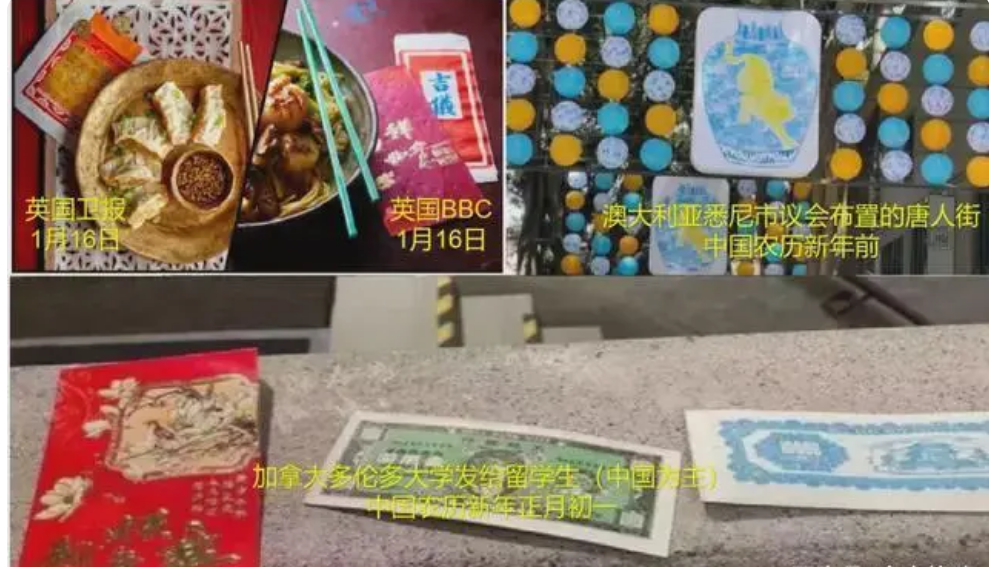 吉儀
英国卫报
1月16日
英国BBC
1月16日
澳大利亚悉尼市议会布置的唐人街
中国农历新年前
加拿大多伦多大学发给留学生（中国为主）
中国农历新年正月初一